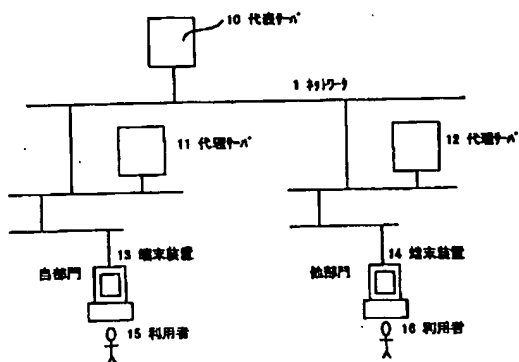 10 代表サーバ
1 ネットワーク
11 代理サーバ
12 代理サーバ
13 端末装置
14 端末装置
自部門
他部門
15 利用者
16 利用者